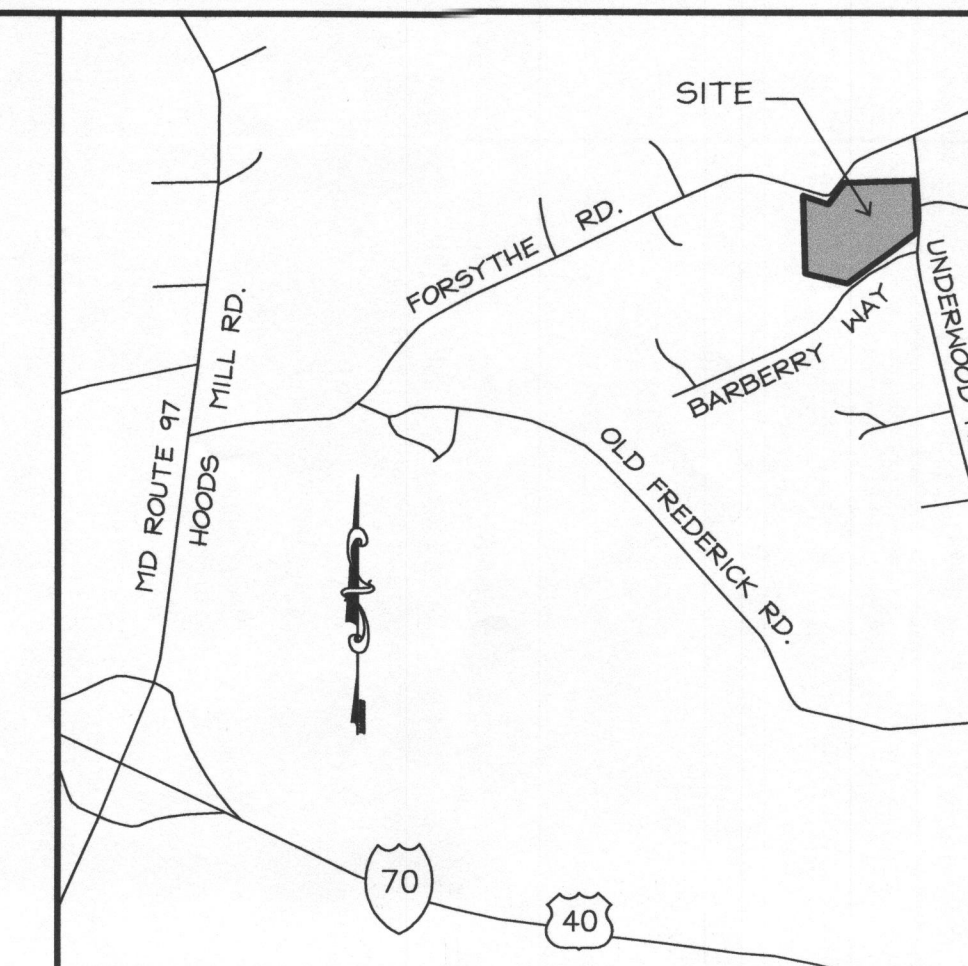 SITE
FORSYTHE RD.
UNDERWOOD
BARBERRY WAY
MILL RD.
HOODS
MD ROUTE 97
OLD FREDERICK RD.
70
40